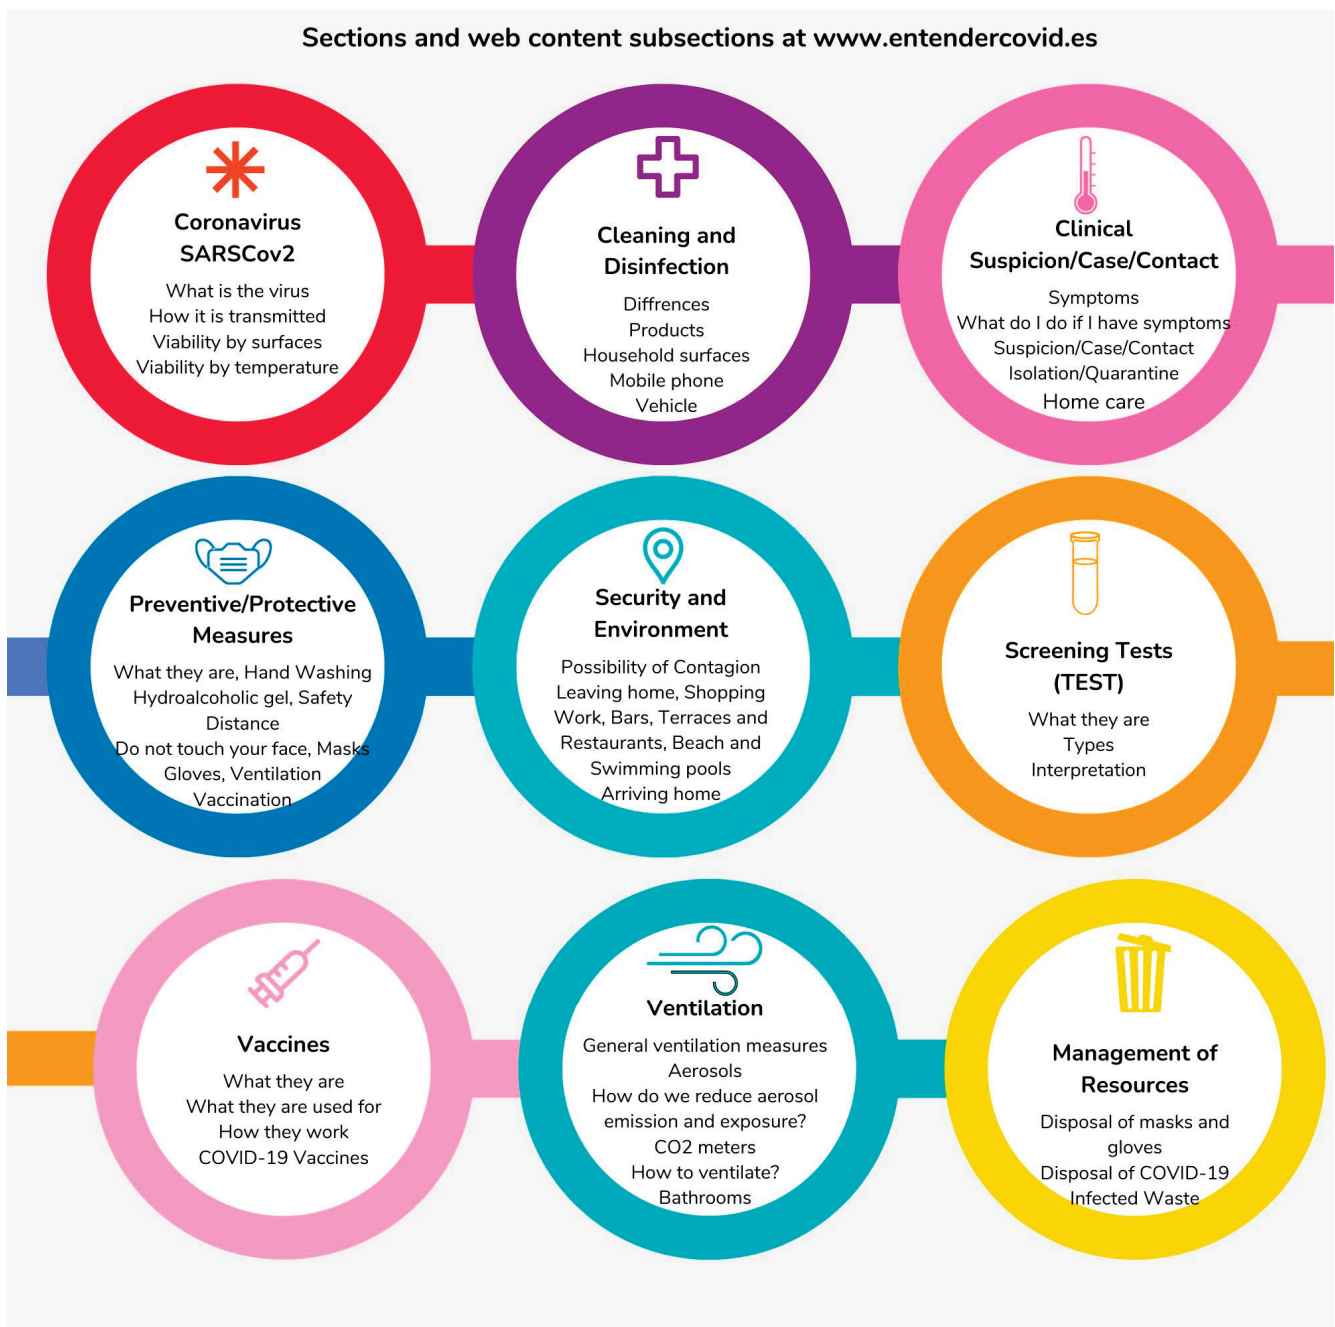 Sections and web content subsections at www.entendercovid.es
Coronavirus
SARSCov2
What is the virus
How it is transmitted
Viability by surfaces
Viability by temperature
Cleaning and
Disinfection
Diffrences
Products
Household surfaces
Mobile phone
Vehicle
Clinical
Suspicion/Case/Contact
Symptoms
What do I do if I have symptoms
Suspicion/Case/Contact
Isolation/Quarantine
Home care
Preventive/Protective
Measures
What they are, Hand Washing
Hydroalcoholic gel, Safety
Distance
Do not touch your face, Masks
Gloves, Ventilation
Vaccination
Security and
Environment
Possibility of Contagion
Leaving home, Shopping
Work, Bars, Terraces and
Restaurants, Beach and
Swimming pools
Arriving home
Screening Tests
(TEST)
What they are
Types
Interpretation
Vaccines
What they are
What they are used for
How they work
COVID-19 Vaccines
Ventilation
General ventilation measures
Aerosols
How do we reduce aerosol
emission and exposure?
CO2 meters
How to ventilate?
Bathrooms
Management of
Resources
Disposal of masks and
gloves
Disposal of COVID-19
Infected Waste